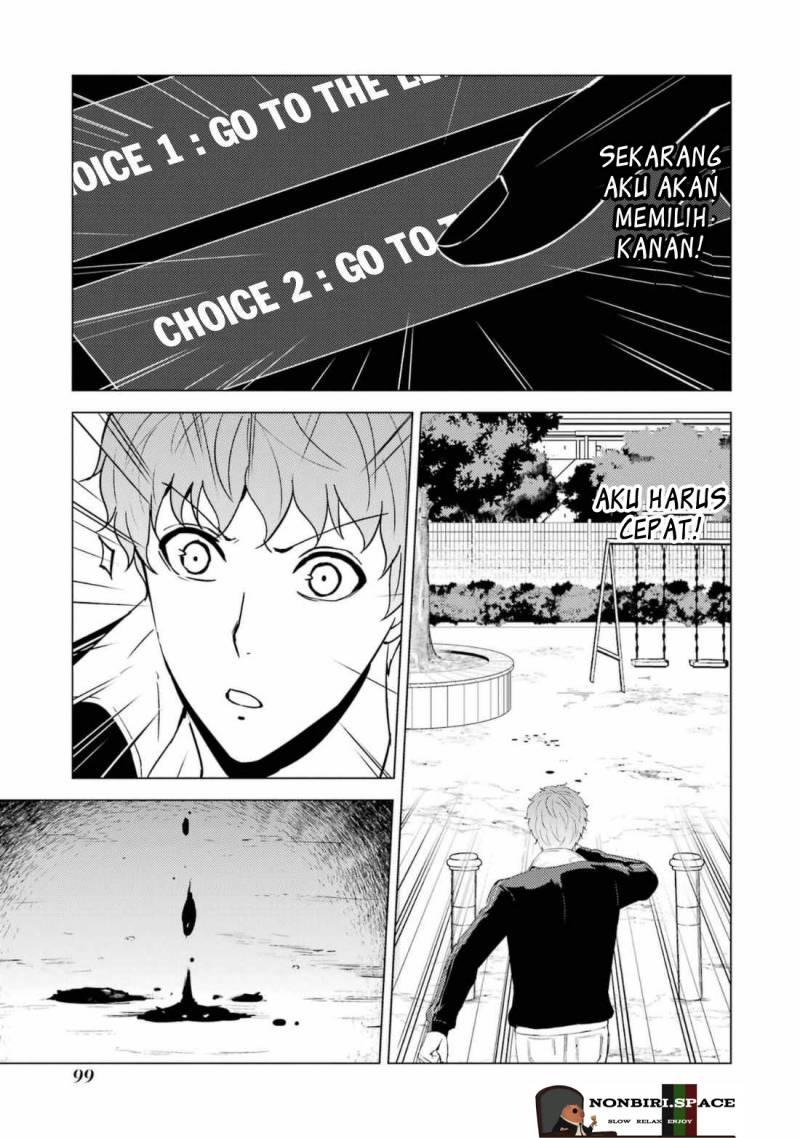 CHOICE 1 : GO TO THE
CHOICE 2 : GO TO
SEKARANG
AKU AKAN
MEMILIH
KANAN!
AKU HARUS
CEPAT!
99
NONBIRI.SPACE
SLOW RELAX ENJOY